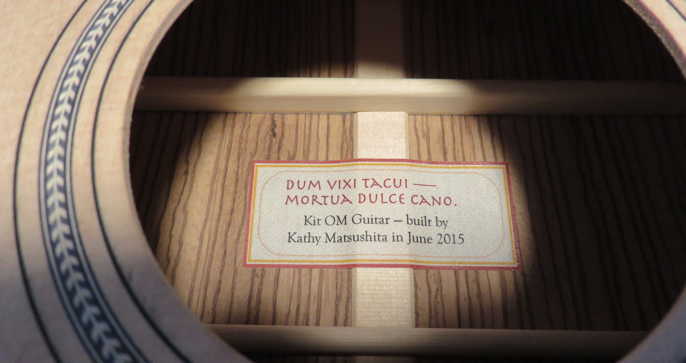 DUM VIXI TACUI —
MORTUA DULCE CANO.
Kit OM Guitar – built by
Kathy Matsushita in June 2015